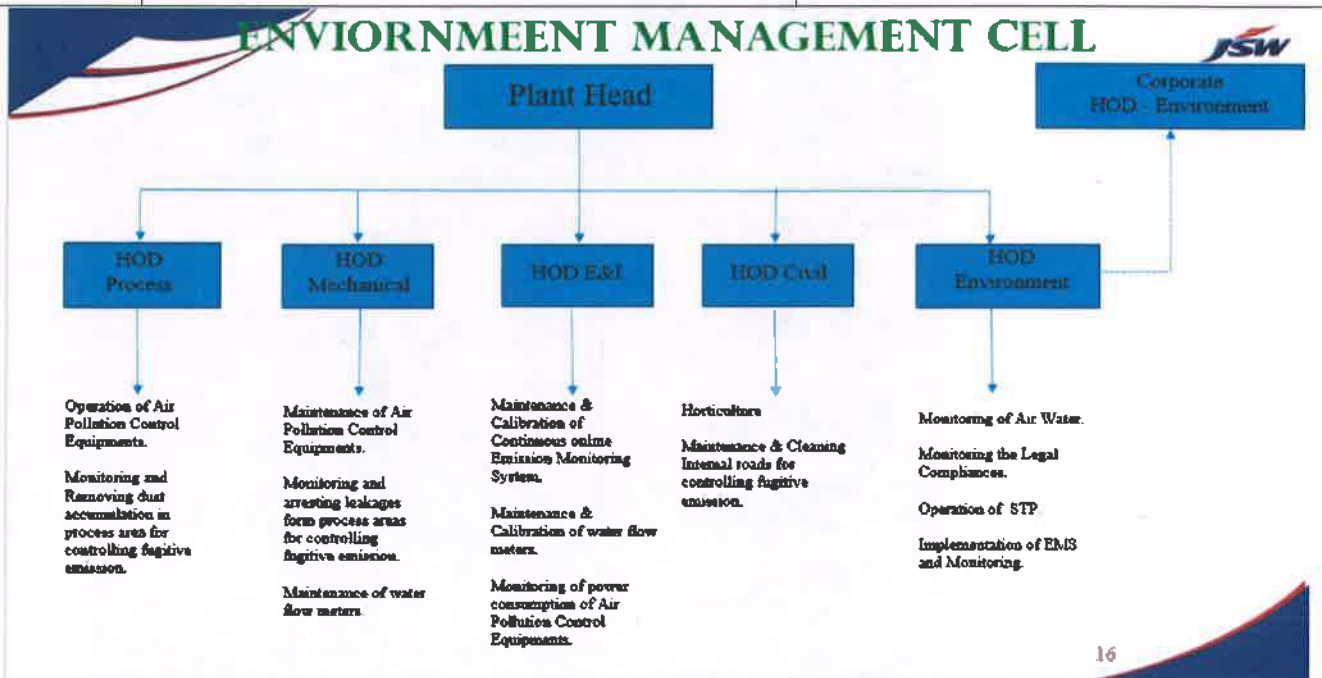 ENVIORNMEENT MANAGEMENT CELL
JSW
Plant Head
Corporate
HOD - Environment
HOD
Process
HOD
Mechanical
HOD E&I
HOD Civil
HOD
Environment
Operation of Air
Pollution Control
Equipments.
Monitoring and
Removing dust
accumulation in
process area for
controlling fugitive
emission.
Maintenance of Air
Pollution Control
Equipments.
Monitoring and
arresting leakages
form process areas
for controlling
fugitive emission.
Maintenance of water
flow meters
Maintenance &
Calibration of
Continuous online
Emission Monitoring
System.
Maintenance &
Calibration of water flow
meters.
Monitoring of power
consumption of Air
Pollution Control
Equipments.
Horticulture
Maintenance & Cleaning
Internal roads for
controlling fugitive
emission.
Monitoring of Air Water.
Monitoring the Legal
Compliances.
Operation of STP.
Implementation of EMS
and Monitoring.
16